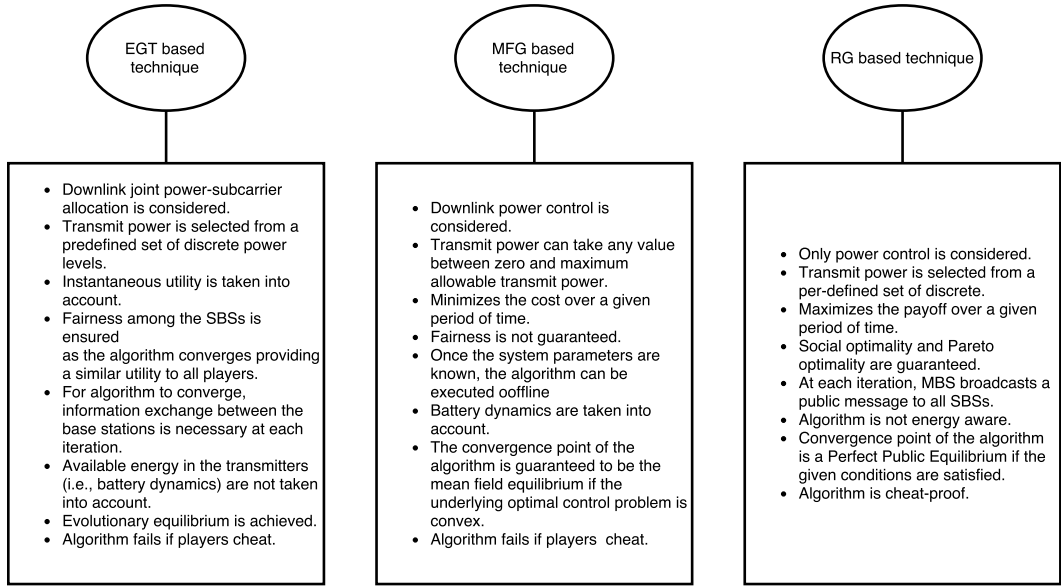 EGT based
technique
• Downlink joint power-subcarrier
allocation is considered.
• Transmit power is selected from a
predefined set of discrete power
levels.
• Instantaneous utility is taken into
account.
• Fairness among the SBSs is
ensured
as the algorithm converges providing
a similar utility to all players.
• For algorithm to converge,
information exchange between the
base stations is necessary at each
iteration.
• Available energy in the transmitters
(i.e., battery dynamics) are not taken
into account.
• Evolutionary equilibrium is achieved.
• Algorithm fails if players cheat.
MFG based
technique
• Downlink power control is
considered.
• Transmit power can take any value
between zero and maximum
allowable transmit power.
• Minimizes the cost over a given
period of time.
• Fairness is not guaranteed.
• Once the system parameters are
known, the algorithm can be
executed ooffline
• Battery dynamics are taken into
account.
• The convergence point of the
algorithm is guaranteed to be the
mean field equilibrium if the
underlying optimal control problem is
convex.
• Algorithm fails if players cheat.
RG based technique
• Only power control is considered.
• Transmit power is selected from a
per-defined set of discrete.
• Maximizes the payoff over a given
period of time.
• Social optimality and Pareto
optimality are guaranteed.
• At each iteration, MBS broadcasts a
public message to all SBSs.
• Algorithm is not energy aware.
• Convergence point of the algorithm
is a Perfect Public Equilibrium if the
given conditions are satisfied.
• Algorithm is cheat-proof.